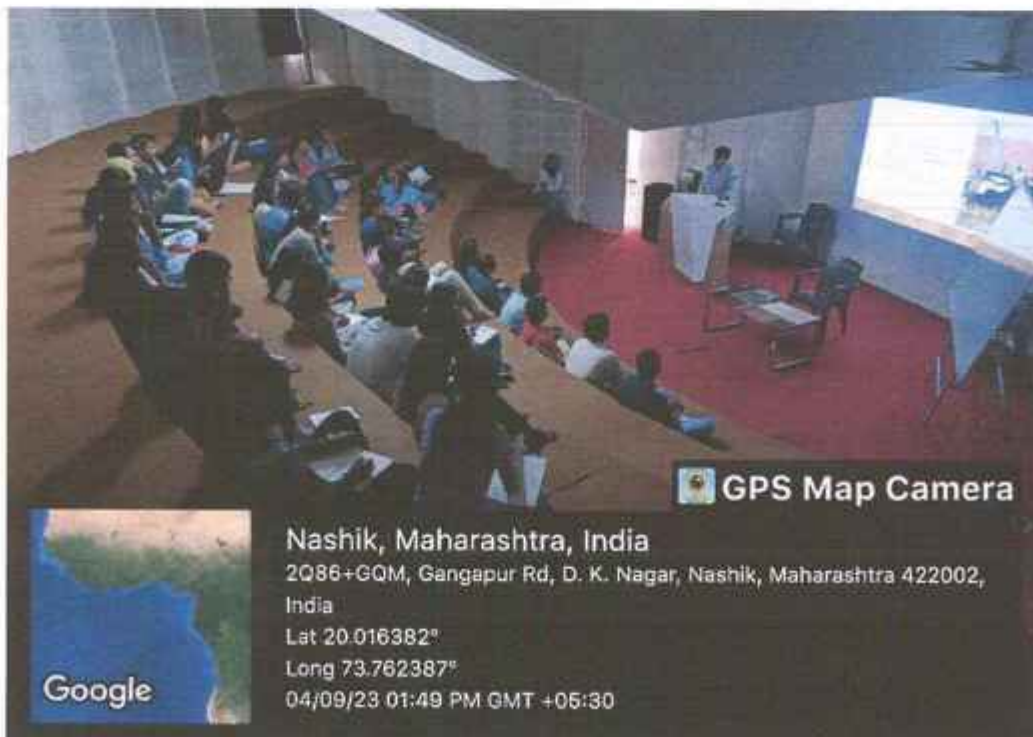 GPS Map Camera
Nashik, Maharashtra, India
2Q86+GQM, Gangapur Rd, D. K. Nagar, Nashik, Maharashtra 422002,
India
Lat 20.016382°
Long 73.762387°
04/09/23 01:49 PM GMT +05:30
Google